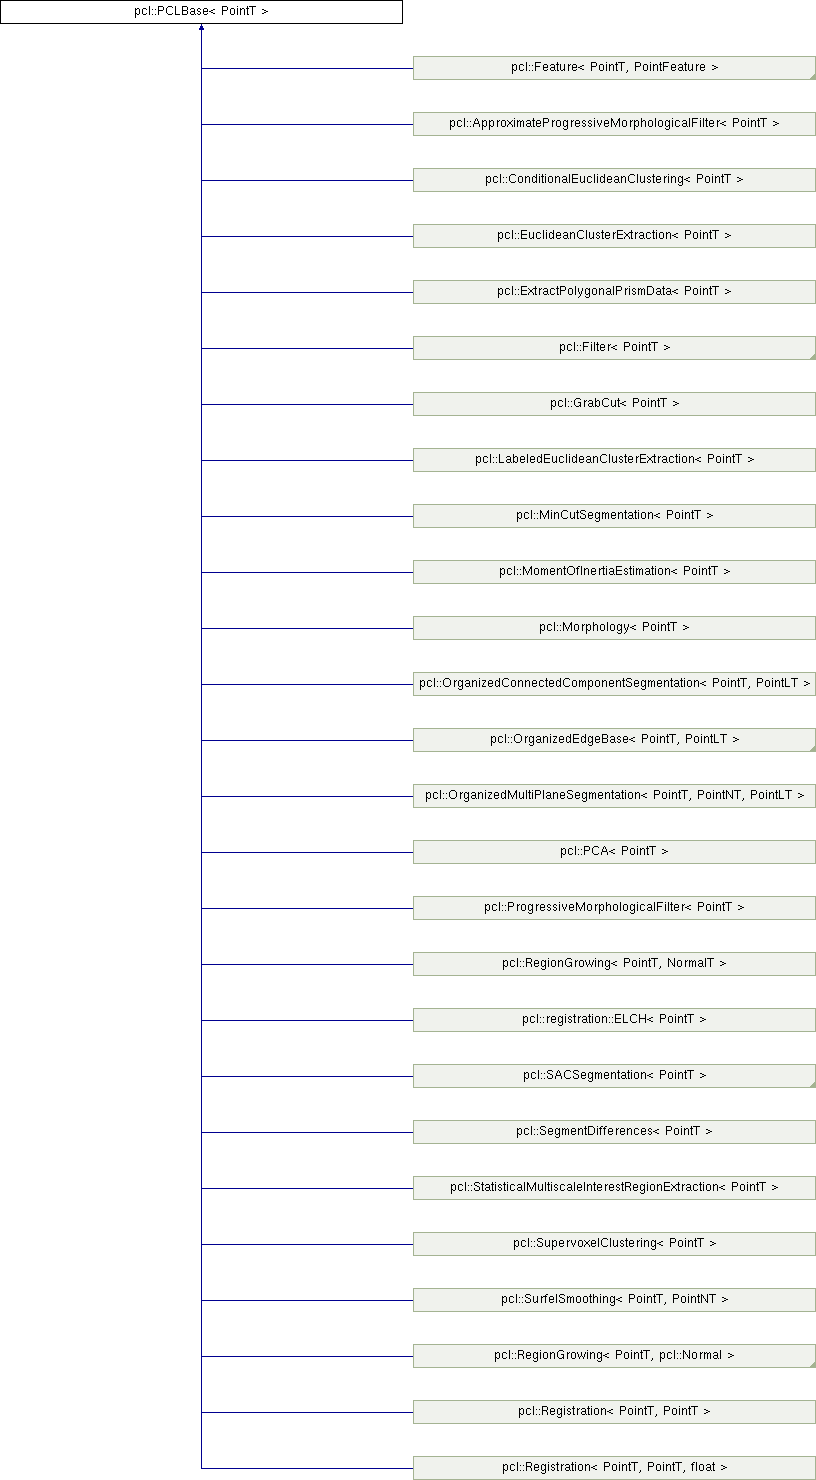 pcl::PCLBase< PointT >
pcl::Feature< PointT, PointFeature >
pcl::ApproximateProgressiveMorphologicalFilter< PointT >
pcl::ConditionalEuclideanClustering< PointT >
pcl::EuclideanClusterExtraction< PointT >
pcl::ExtractPolygonalPrismData< PointT >
pcl::Filter< PointT >
pcl::GrabCut< PointT >
pcl::LabeledEuclideanClusterExtraction< PointT >
pcl::MinCutSegmentation< PointT >
pcl::MomentOfInertiaEstimation< PointT >
pcl::Morphology< PointT >
pcl::OrganizedConnectedComponentSegmentation< PointT, PointLT >
pcl::OrganizedEdgeBase< PointT, PointLT >
pcl::OrganizedMultiPlaneSegmentation< PointT, PointNT, PointLT >
pcl::PCA< PointT >
pcl::ProgressiveMorphologicalFilter< PointT >
pcl::RegionGrowing< PointT, NormalT >
pcl::registration::ELCH< PointT >
pcl::SACSegmentation< PointT >
pcl::SegmentDifferences< PointT >
pcl::StatisticalMultiscaleInterestRegionExtraction< PointT >
pcl::SupervoxelClustering< PointT >
pcl::SurfelSmoothing< PointT, PointNT >
pcl::RegionGrowing< PointT, pcl::Normal >
pcl::Registration< PointT, PointT >
pcl::Registration< PointT, PointT, float >